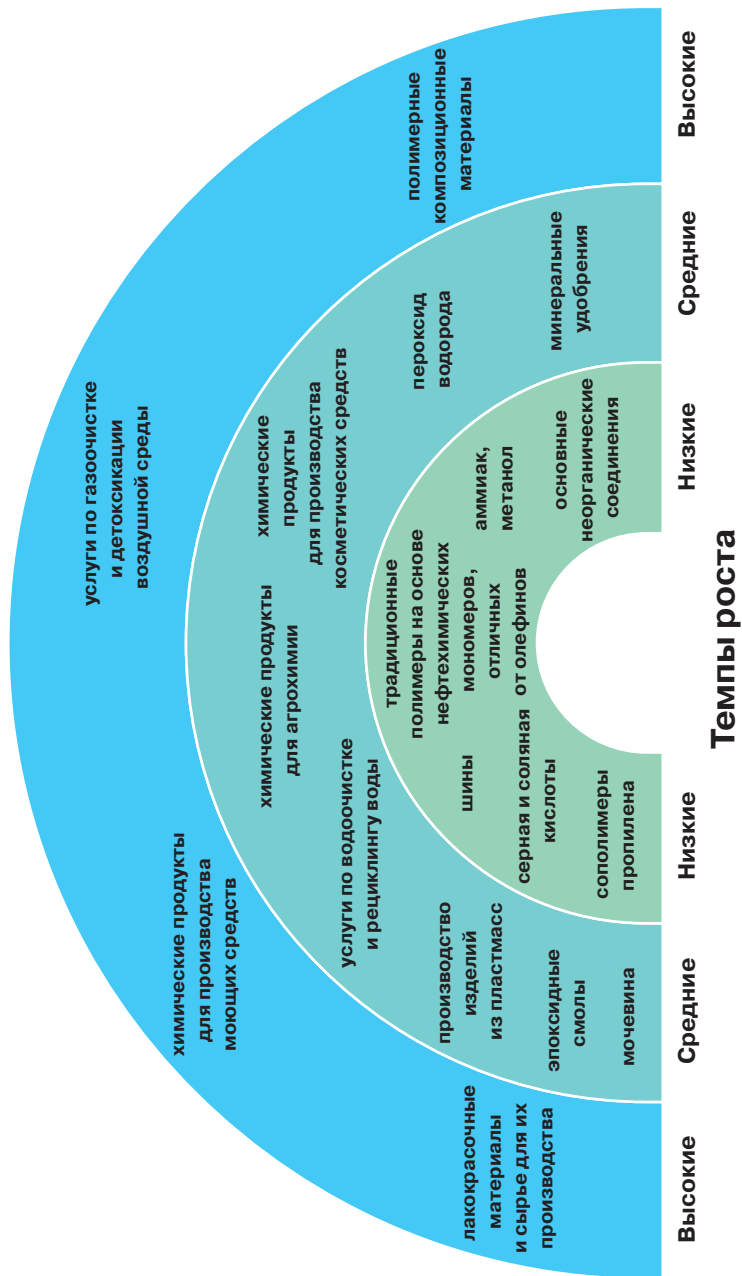 услуги по газоочистке
и детоксикации
воздушной среды
химические продукты
для производства
моющих средств
лакокрасочные
материалы
и сырье для их
производства
полимерные
композиционные
материалы
химические продукты
для агрохимии
химические
продукты
для производства
косметических средств
услуги по водоочистке
и рециклингу воды
производство
изделий
из пластмасс
эпоксидные
смолы
мочевина
пероксид
водорода
минеральные
удобрения
традиционные
полимеры на основе
нефтехимических
мономеров,
отличных
от олефинов
шины
серная и соляная
кислоты
сополимеры
пропилена
аммиак,
метанол
основные
неорганические
соединения
Высокие
Средние
Низкие
Низкие
Средние
Высокие
Темпы роста